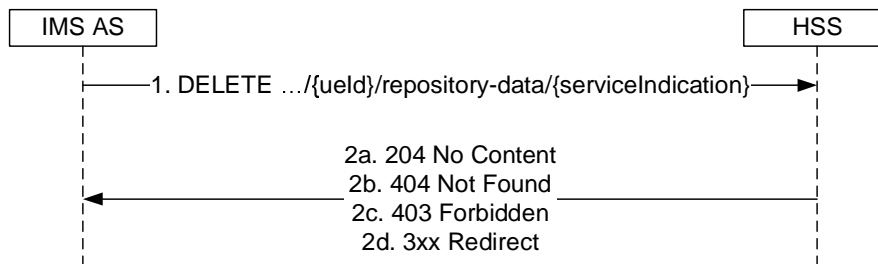 IMS AS
HSS
1. DELETE …/{ueId}/repository-data/{serviceIndication}
2a. 204 No Content
2b. 404 Not Found
2c. 403 Forbidden
2d. 3xx Redirect